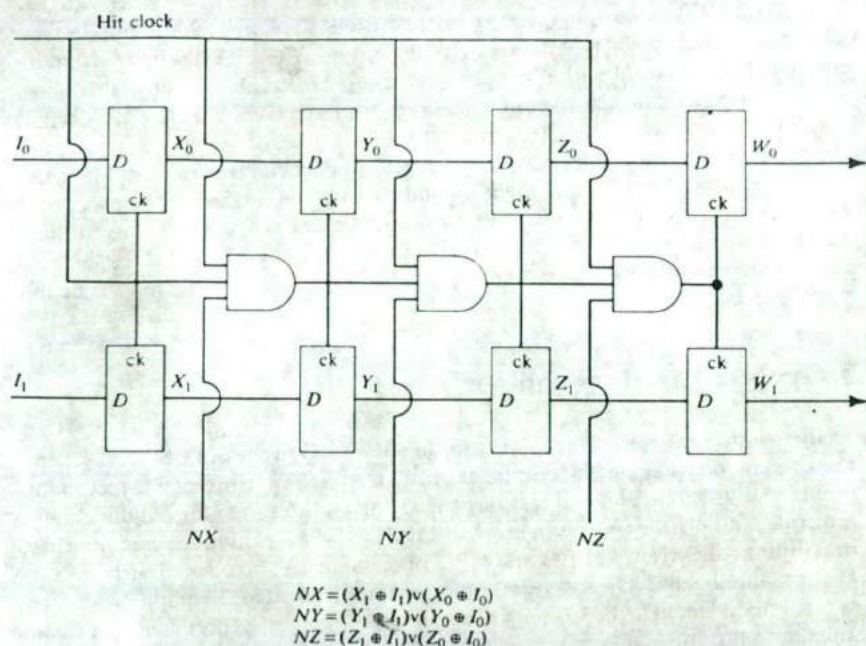 Hit clock
I₀ D X₀ D Y₀ D Z₀ D W₀
ck ck ck ck
ck ck ck ck
I₁ D X₁ D Y₁ D Z₁ D W₁
NX NY NZ
NX=(X₁ ⊕ I₁)v(X₀ ⊕ I₀)
NY=(Y₁ ⊕ I₁)v(Y₀ ⊕ I₀)
NZ=(Z₁ ⊕ I₁)v(Z₀ ⊕ I₀)